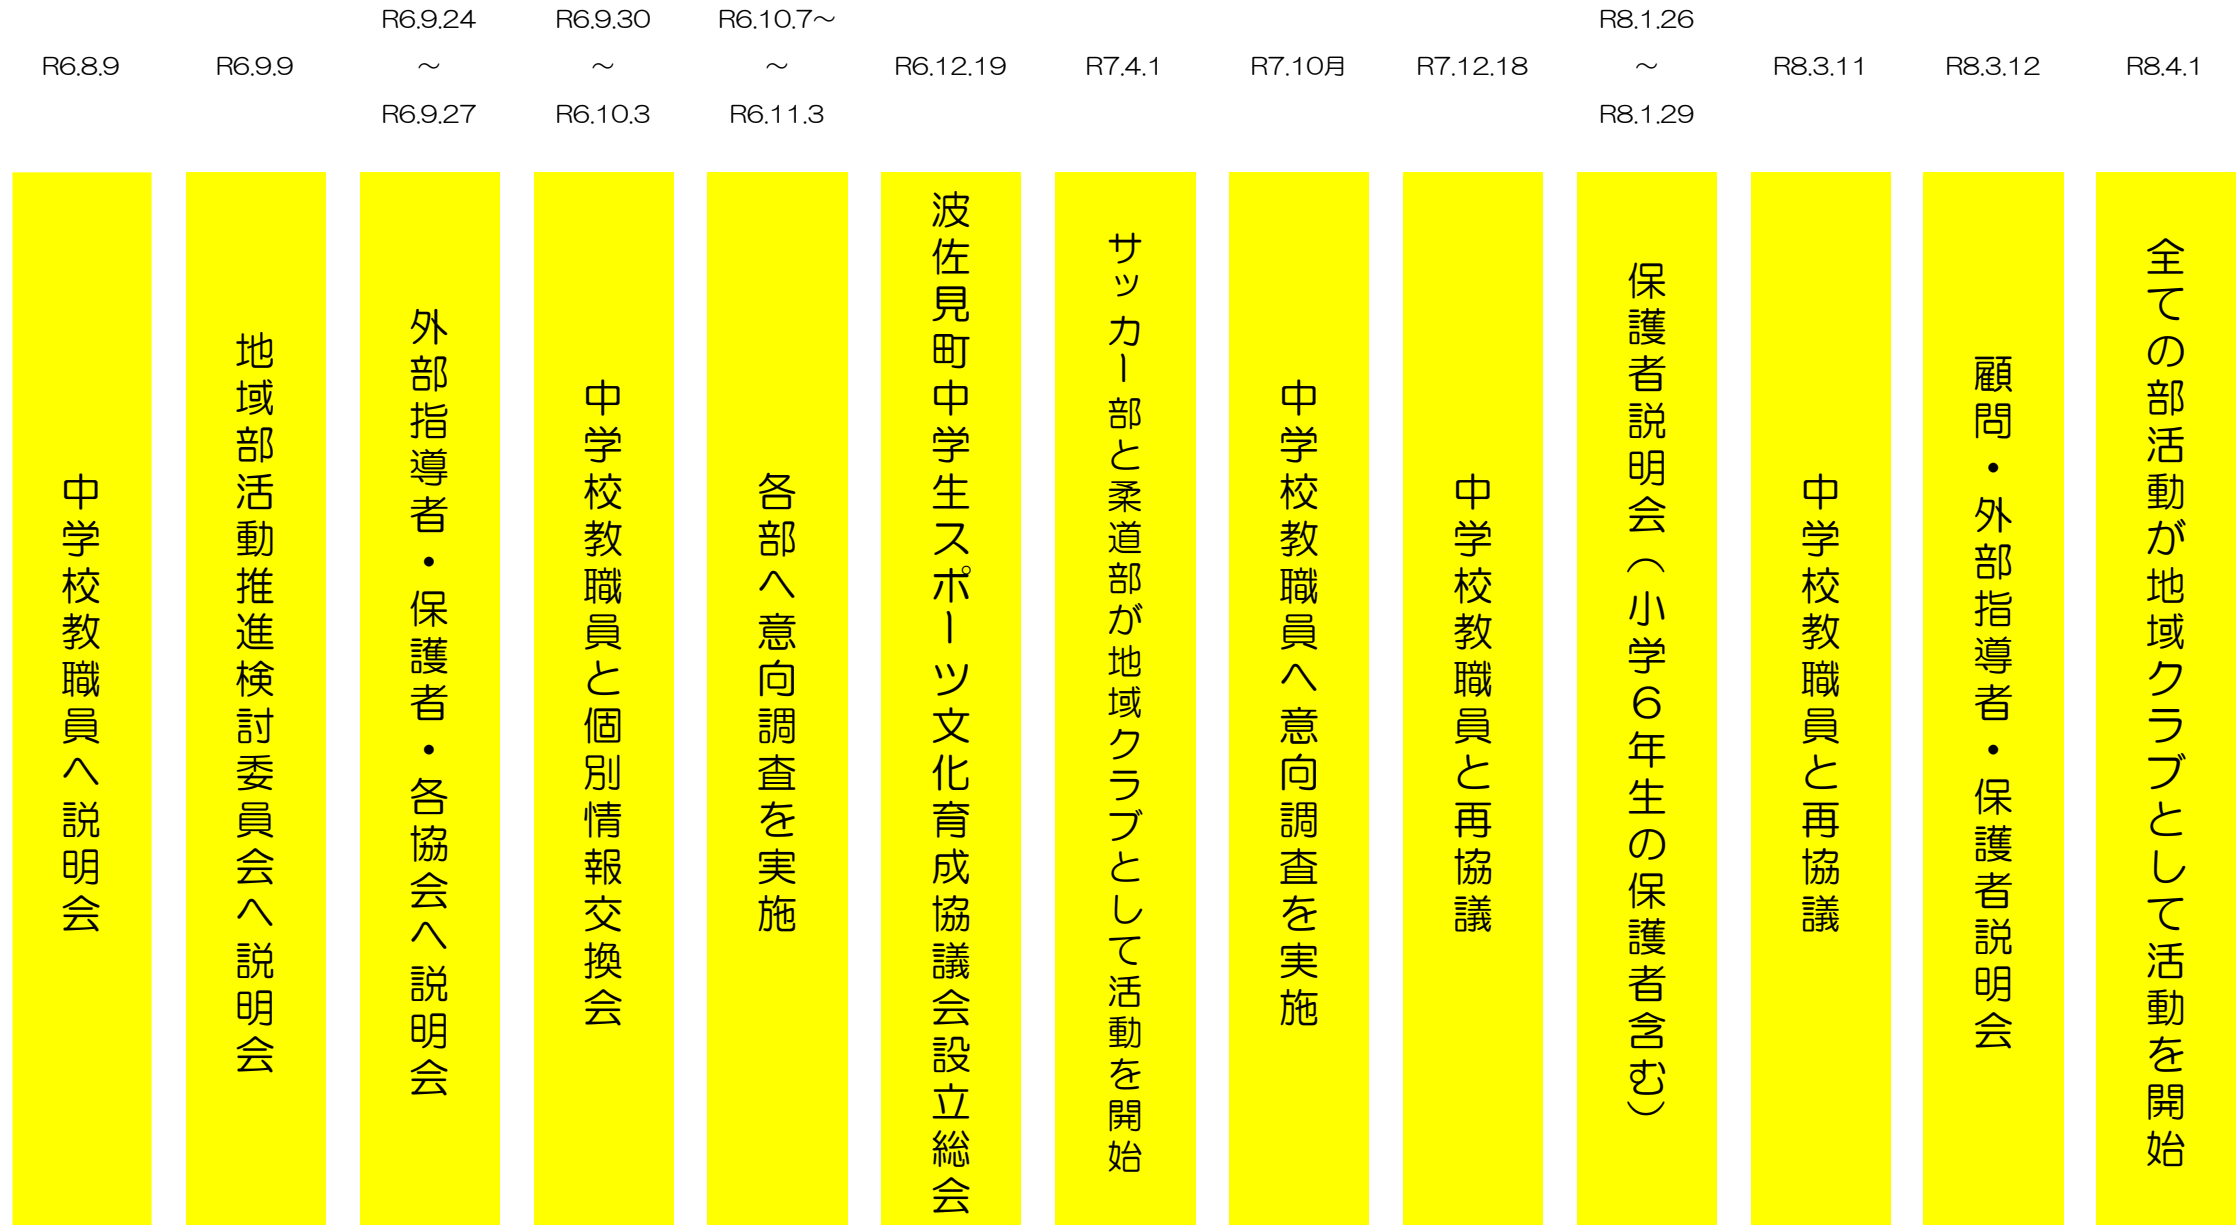 R6.8.9
中学校教職員へ説明会
R6.9.9
地域部活動推進検討委員会へ説明会
R6.9.24
～
R6.9.27
外部指導者・保護者・各協会へ説明会
R6.9.30
～
R6.10.3
中学校教職員と個別情報交換会
R6.10.7～
～
R6.11.3
各部へ意向調査を実施
R6.12.19
波佐見町中学生スポーツ文化育成協議会設立総会
R7.4.1
サッカー部と柔道部が地域クラブとして活動を開始
R7.10月
中学校教職員へ意向調査を実施
R7.12.18
中学校教職員と再協議
R8.1.26
～
R8.1.29
保護者説明会（小学６年生の保護者含む）
R8.3.11
中学校教職員と再協議
R8.3.12
顧問・外部指導者・保護者説明会
R8.4.1
全ての部活動が地域クラブとして活動を開始